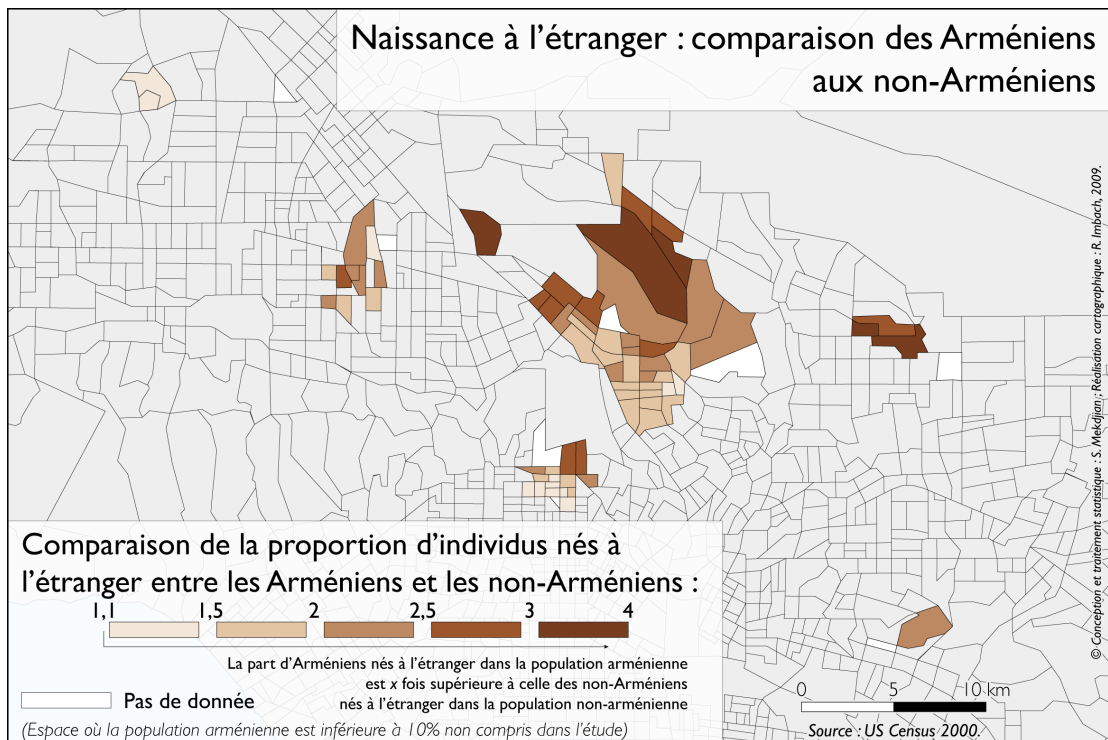 Naissance à l'étranger : comparaison des Arméniens
aux non-Arméniens
© Conception et traitement statistique : S. Mekdjian ; Réalisation cartographique : R. Imbach, 2009.
Comparaison de la proportion d'individus nés à
l'étranger entre les Arméniens et les non-Arméniens :
1,1 1,5 2 2,5 3 4
La part d'Arméniens nés à l'étranger dans la population arménienne
est x fois supérieure à celle des non-Arméniens
nés à l'étranger dans la population non-arménienne
Pas de donnée
(Espace où la population arménienne est inférieure à 10% non compris dans l'étude)
0 5 10 km
Source : US Census 2000.